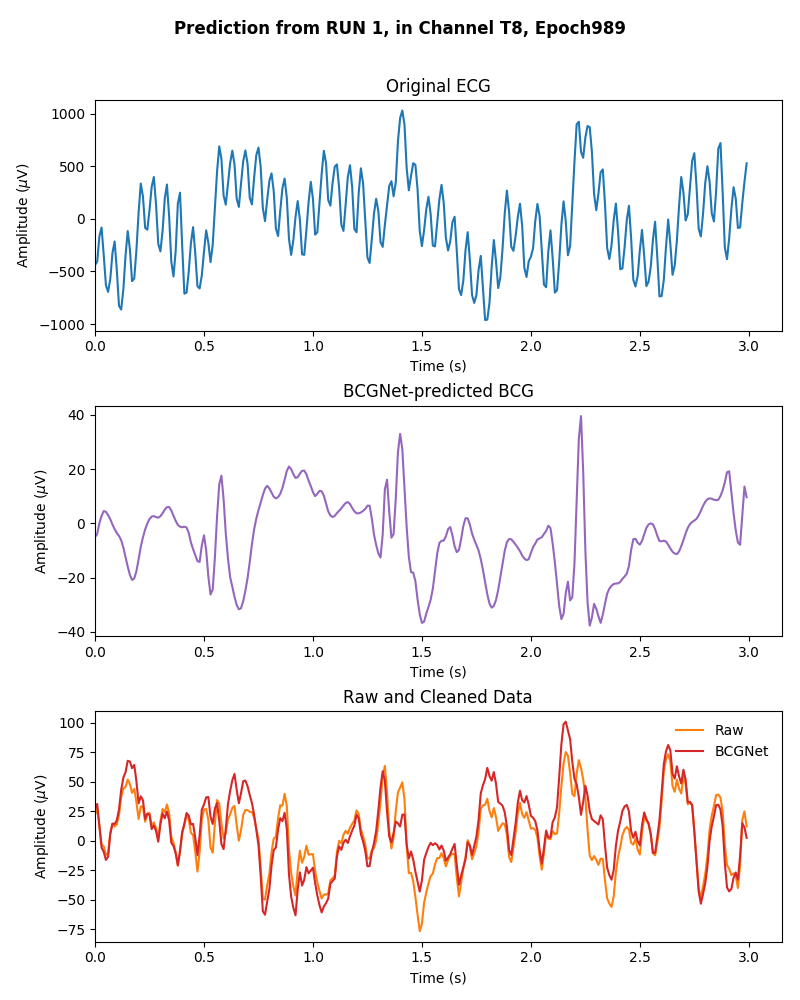 Prediction from RUN 1, in Channel T8, Epoch989
Original ECG
Amplitude (μV)
1000
500
0
−500
−1000
0.0 0.5 1.0 1.5 2.0 2.5 3.0
Time (s)
BCGNet-predicted BCG
Amplitude (μV)
40
20
0
−20
−40
0.0 0.5 1.0 1.5 2.0 2.5 3.0
Time (s)
Raw and Cleaned Data
Amplitude (μV)
100
75
50
25
0
−25
−50
−75
Raw
BCGNet
0.0 0.5 1.0 1.5 2.0 2.5 3.0
Time (s)